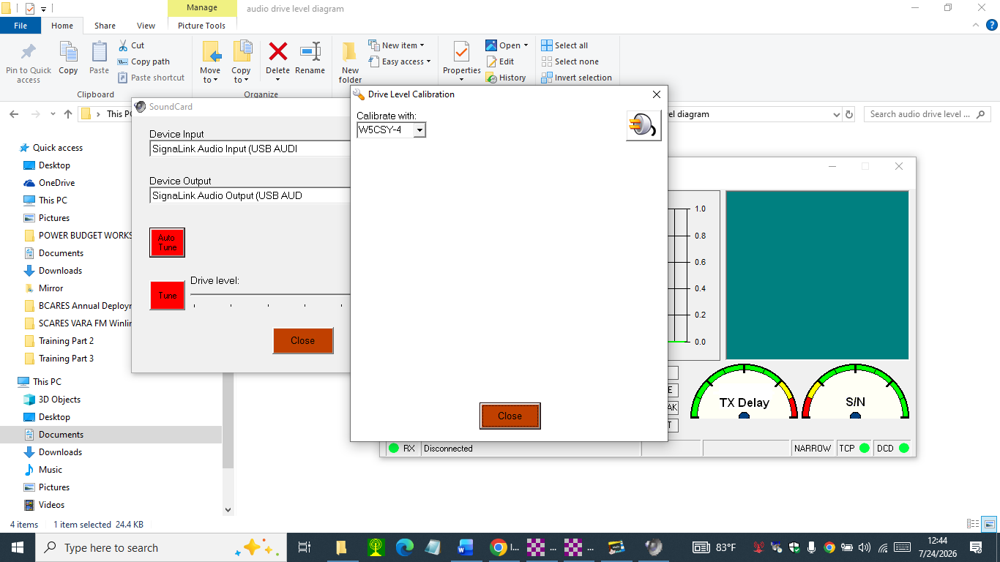 Manage
audio drive level diagram
File
Home
Share
View
Picture Tools
Pin to Quick access
Copy
Paste
Cut
Copy path
Paste shortcut
Clipboard
Move to
Copy to
Delete
Rename
Organize
New folder
New item
Easy access
Properties
Open
Edit
History
Select all
Select none
Invert selection
This PC
el diagram
Search audio drive level ...
Quick access
Desktop
OneDrive
This PC
Pictures
POWER BUDGET WORKS
Documents
Downloads
Mirror
BCARES Annual Deployr
SCARES VARA FM Winlin
Training Part 2
Training Part 3
This PC
3D Objects
Desktop
Documents
Downloads
Music
Pictures
Videos
4 items
1 item selected 24.4 KB
SoundCard
Device Input
SignaLink Audio Input (USB AUDI
Device Output
SignaLink Audio Output (USB AUD
Auto Tune
Tune
Drive level:
Close
Drive Level Calibration
Calibrate with:
W5CSY-4
Close
1.0
0.8
0.6
0.4
0.2
0.0
E
AK
T
TX Delay
S/N
RX
Disconnected
NARROW
TCP
DCD
Type here to search
I...
...
...
83°F
12:44
7/24/2026